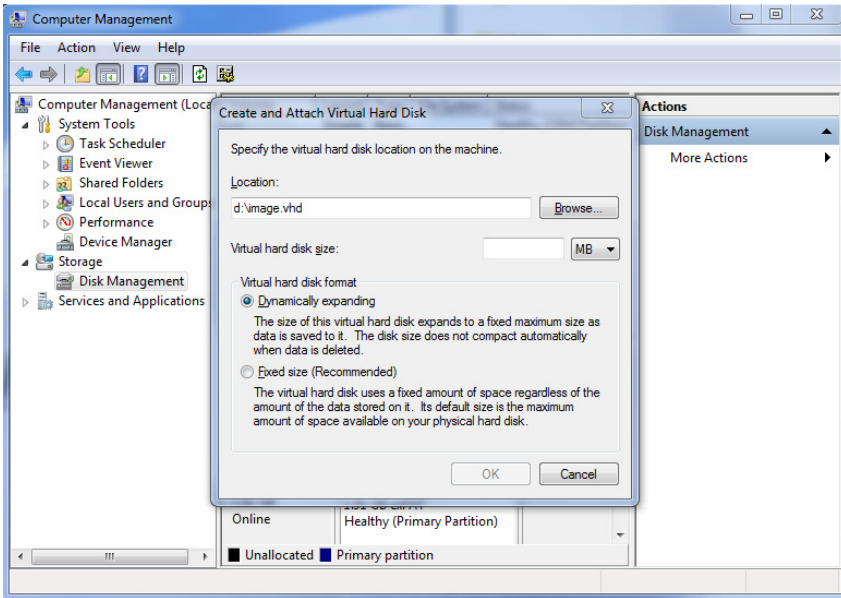 Computer Management
File Action View Help
Computer Management (Loca
System Tools
Task Scheduler
Event Viewer
Shared Folders
Local Users and Groups
Performance
Device Manager
Storage
Disk Management
Services and Applications
Create and Attach Virtual Hard Disk
Specify the virtual hard disk location on the machine.
Location:
d:\image.vhd
Browse...
Virtual hard disk size:
MB
Virtual hard disk format
Dynamically expanding
The size of this virtual hard disk expands to a fixed maximum size as
data is saved to it. The disk size does not compact automatically
when data is deleted.
Fixed size (Recommended)
The virtual hard disk uses a fixed amount of space regardless of the
amount of the data stored on it. Its default size is the maximum
amount of space available on your physical hard disk.
OK
Cancel
Online
Healthy (Primary Partition)
Unallocated
Primary partition
Actions
Disk Management
More Actions